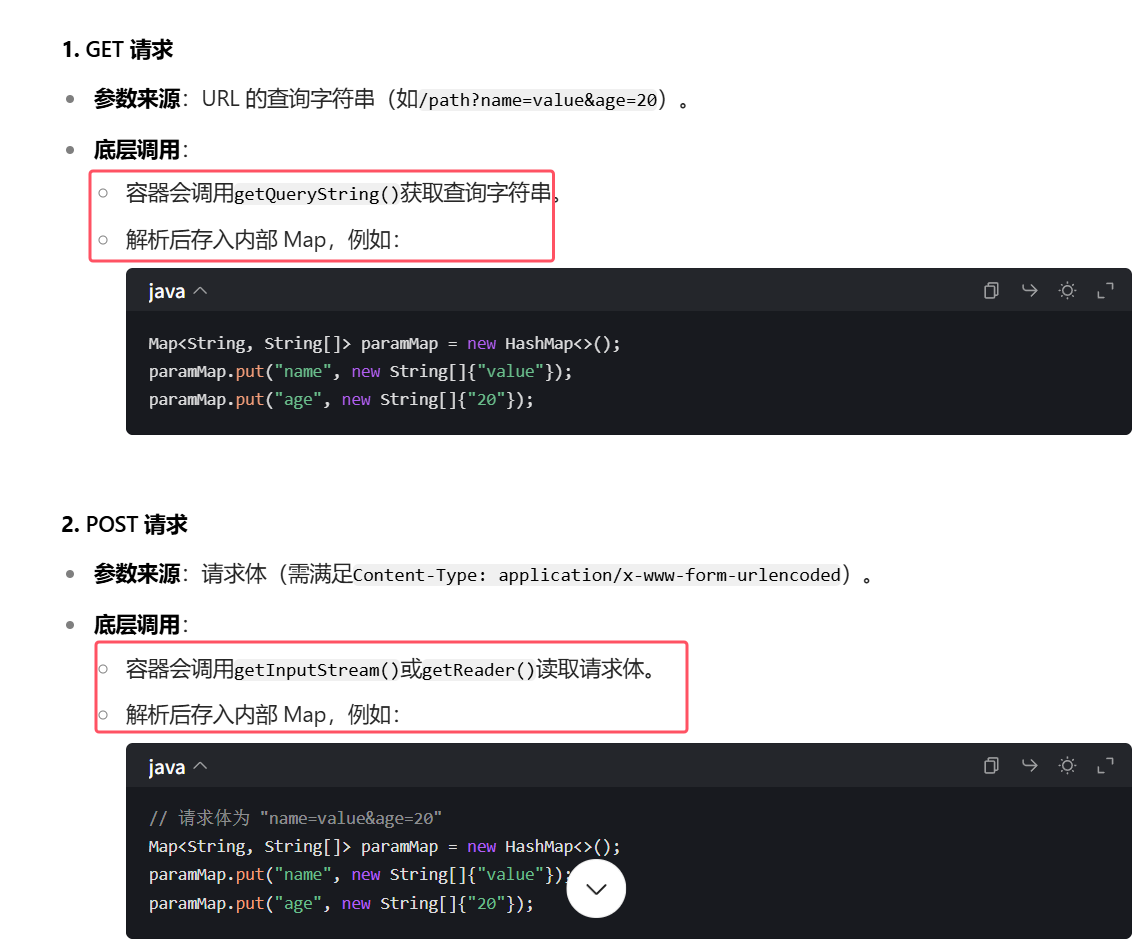 1. GET 请求
参数来源：URL 的查询字符串（如/path?name=value&age=20）。
底层调用：
容器会调用getQueryString()获取查询字符串。
解析后存入内部 Map，例如：
java
Map<String, String[]> paramMap = new HashMap<>();
paramMap.put("name", new String[]{"value"});
paramMap.put("age", new String[]{"20"});
2. POST 请求
参数来源：请求体（需满足Content-Type: application/x-www-form-urlencoded）。
底层调用：
容器会调用getInputStream()或getReader()读取请求体。
解析后存入内部 Map，例如：
java
// 请求体为 "name=value&age=20"
Map<String, String[]> paramMap = new HashMap<>();
paramMap.put("name", new String[]{"value"});
paramMap.put("age", new String[]{"20"});